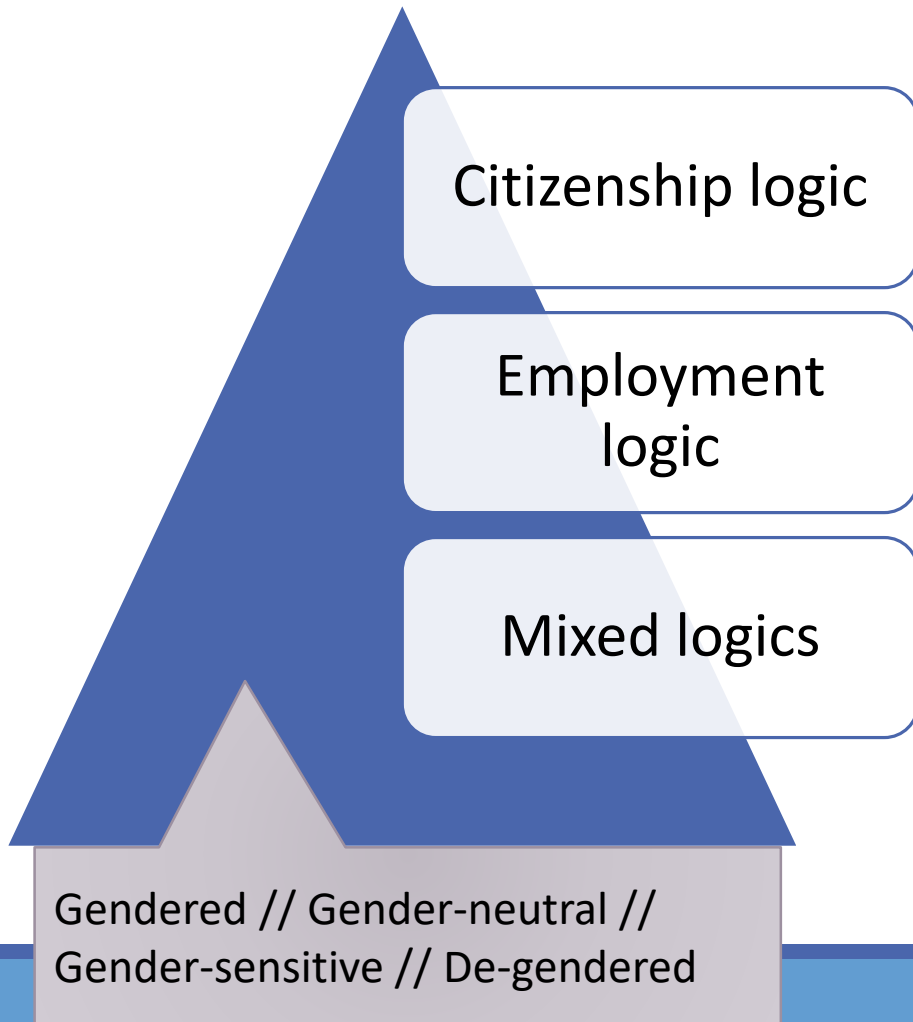 Citizenship logic
Employment
logic
Mixed logics
Gendered // Gender-neutral //
Gender-sensitive // De-gendered